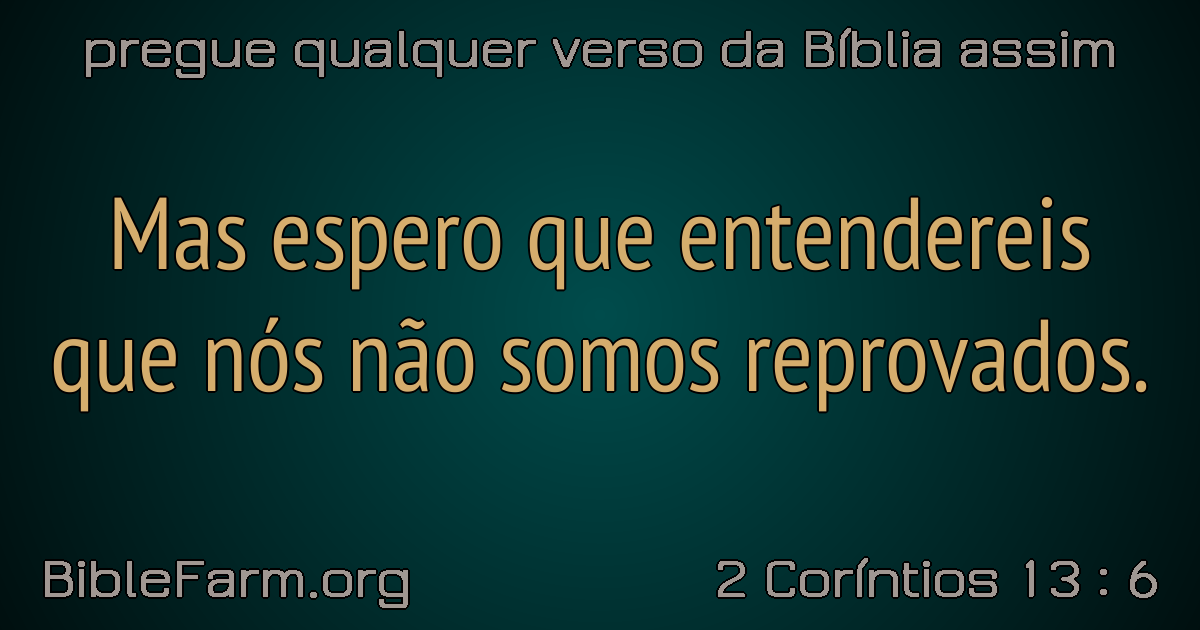 pregue qualquer verso da Bíblia assim
Mas espero que entendereis
que nós não somos reprovados.
BibleFarm.org
2 Coríntios 13 : 6